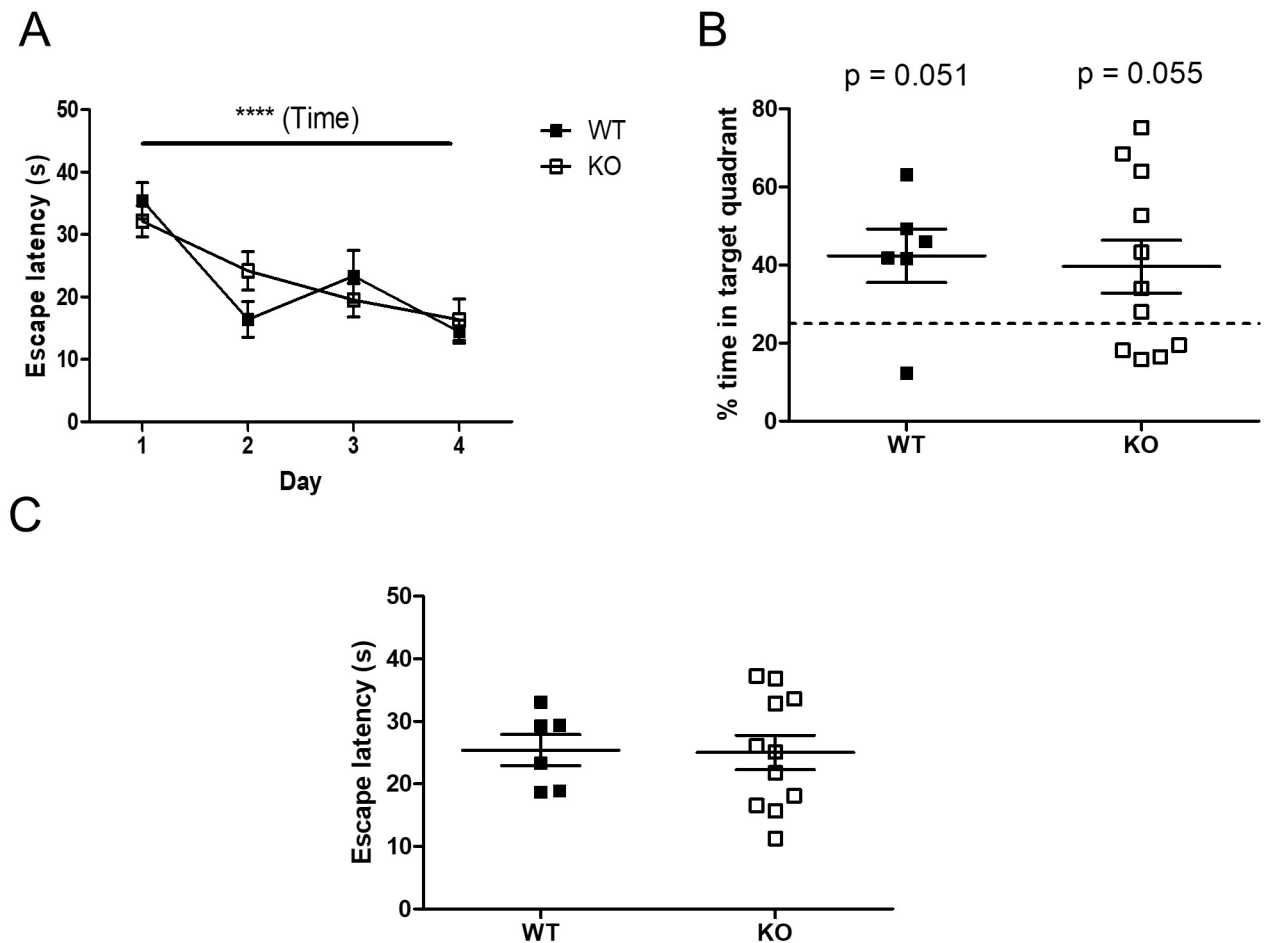 A
**** (Time)
WT
KO
50
40
30
20
10
0
Escape latency (s)
1 2 3 4
Day
B
p = 0.051 p = 0.055
80
60
40
20
0
% time in target quadrant
WT KO
C
50
40
30
20
10
0
Escape latency (s)
WT KO